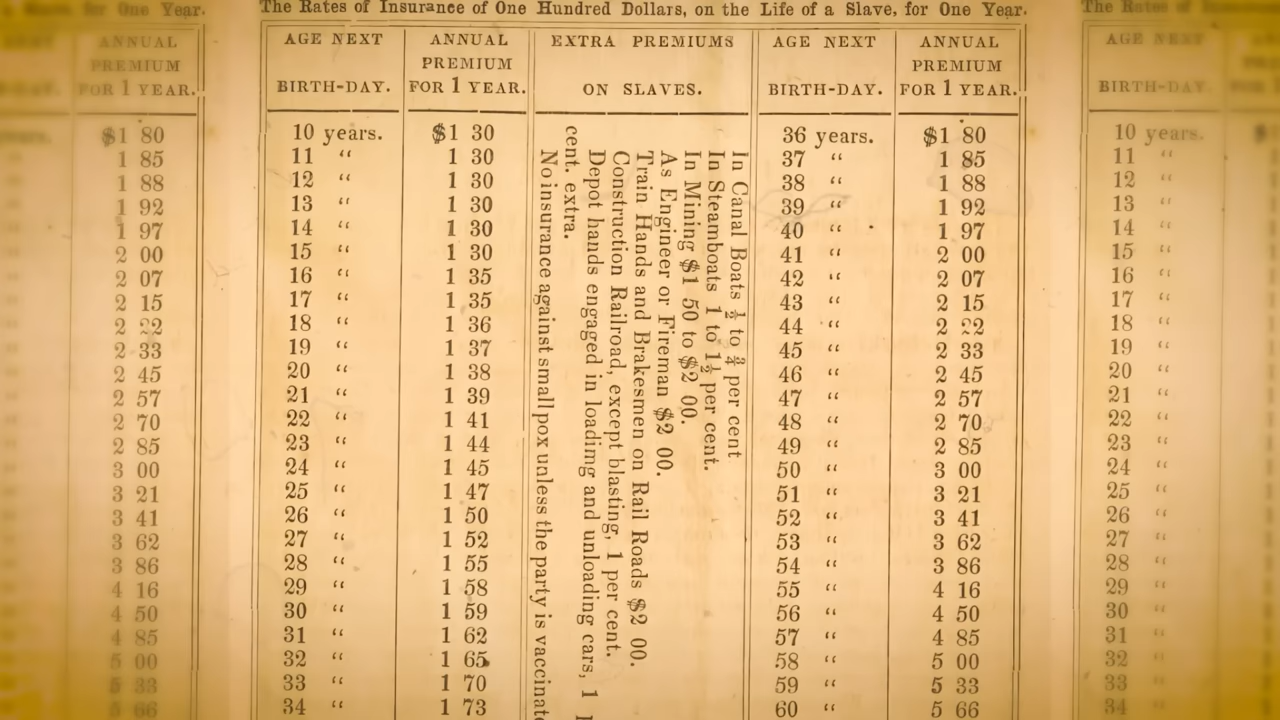 The Rates of Insurance of One Hundred Dollars, on the Life of a Slave, for One Year.
AGE NEXT BIRTH-DAY. ANNUAL PREMIUM FOR 1 YEAR. EXTRA PREMIUMS ON SLAVES. AGE NEXT BIRTH-DAY. ANNUAL PREMIUM FOR 1 YEAR.
10 years. $1 30
11 “ 1 30
12 “ 1 30
13 “ 1 30
14 “ 1 30
15 “ 1 30
16 “ 1 35
17 “ 1 35
18 “ 1 36
19 “ 1 37
20 “ 1 38
21 “ 1 39
22 “ 1 41
23 “ 1 44
24 “ 1 45
25 “ 1 47
26 “ 1 50
27 “ 1 52
28 “ 1 55
29 “ 1 58
30 “ 1 59
31 “ 1 62
32 “ 1 65
33 “ 1 70
34 “ 1 73
In Canal Boats ½ to ¾ per cent
In Steamboats 1 to 1½ per cent.
In Mining $1 50 to $2 00.
As Engineer or Fireman $2 00.
Train Hands and Brakesmen on Rail Roads $2 00.
Construction Railroad, except blasting, 1 per cent.
Depot hands engaged in loadimg and unloading cars, 1
cent. extra.
No insurance against small pox unless the party is
36 years. $1 80
37 “ 1 85
38 “ 1 88
39 “ 1 92
40 “ 1 97
41 “ 2 00
42 “ 2 07
43 “ 2 15
44 “ 2 22
45 “ 2 33
46 “ 2 45
47 “ 2 57
48 “ 2 70
49 “ 2 85
50 “ 3 00
51 “ 3 21
52 “ 3 41
53 “ 3 62
54 “ 3 86
55 “ 4 16
56 “ 4 50
57 “ 4 85
58 “ 5 00
59 “ 5 33
60 “ 5 66